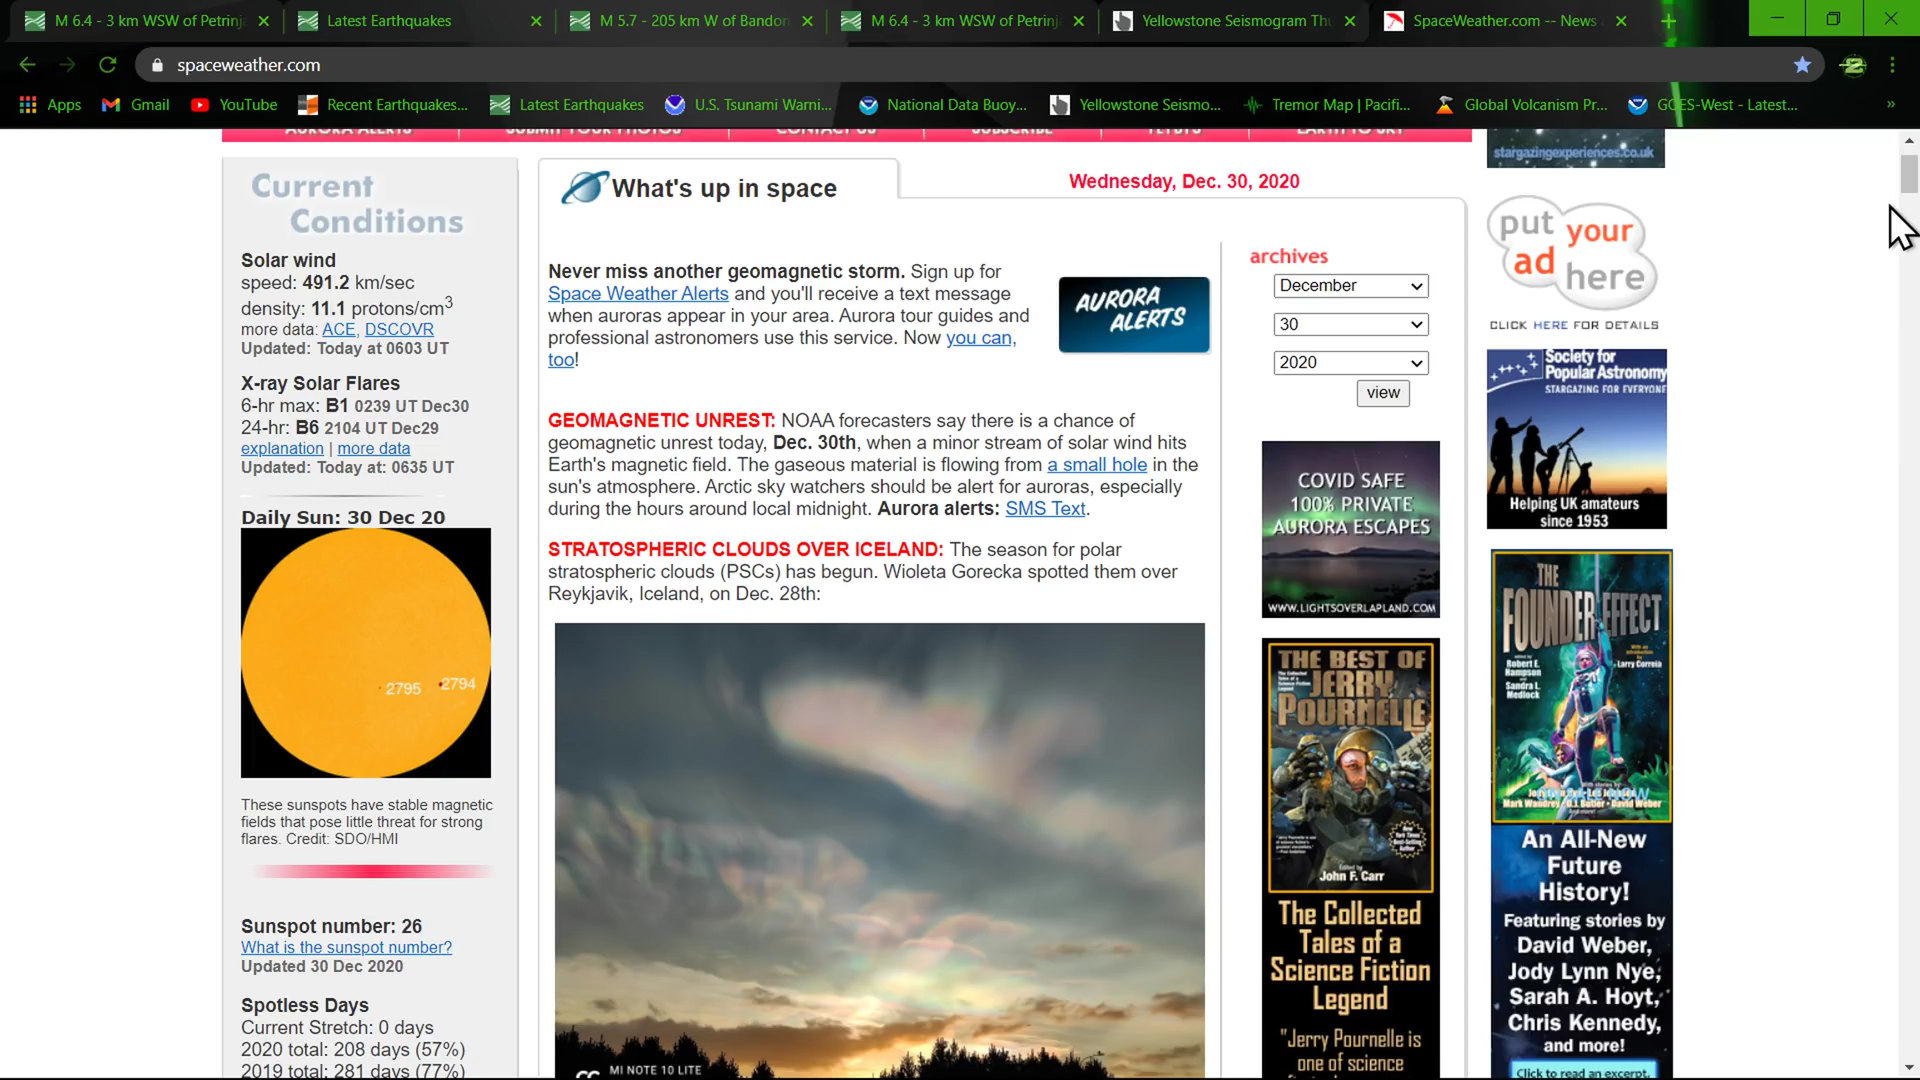 M 6.4 - 3 km WSW of Petrinja
Latest Earthquakes
M 5.7 - 205 km W of Bandon
M 6.4 - 3 km WSW of Petrinja
Yellowstone Seismogram Thu
SpaceWeather.com -- News
spaceweather.com
Apps
Gmail
YouTube
Recent Earthquakes...
Latest Earthquakes
U.S. Tsunami Warni...
National Data Buoy...
Yellowstone Seismo...
Tremor Map | Pacifi...
Global Volcanism Pr...
GOES-West - Latest...
AURORA ALERTS
SUBMIT YOUR PHOTOS
CONTACT US
SUBSCRIBE
FLYBYS
EARTH TO SKY
Current
Conditions
Solar wind
speed: 491.2 km/sec
density: 11.1 protons/cm3
more data: ACE, DSCOVR
Updated: Today at 0603 UT
X-ray Solar Flares
6-hr max: B1 0239 UT Dec30
24-hr: B6 2104 UT Dec29
explanation | more data
Updated: Today at: 0635 UT
Daily Sun: 30 Dec 20
2795
2794
These sunspots have stable magnetic
fields that pose little threat for strong
flares. Credit: SDO/HMI
Sunspot number: 26
What is the sunspot number?
Updated 30 Dec 2020
Spotless Days
Current Stretch: 0 days
2020 total: 208 days (57%)
2019 total: 281 days (77%)
What's up in space
Wednesday, Dec. 30, 2020
Never miss another geomagnetic storm. Sign up for
Space Weather Alerts and you'll receive a text message
when auroras appear in your area. Aurora tour guides and
professional astronomers use this service. Now you can,
too!
AURORA
ALERTS
GEOMAGNETIC UNREST: NOAA forecasters say there is a chance of
geomagnetic unrest today, Dec. 30th, when a minor stream of solar wind hits
Earth's magnetic field. The gaseous material is flowing from a small hole in the
sun's atmosphere. Arctic sky watchers should be alert for auroras, especially
during the hours around local midnight. Aurora alerts: SMS Text.
STRATOSPHERIC CLOUDS OVER ICELAND: The season for polar
stratospheric clouds (PSCs) has begun. Wioleta Gorecka spotted them over
Reykjavik, Iceland, on Dec. 28th:
MI NOTE 10 LITE
archives
December
30
2020
view
COVID SAFE
100% PRIVATE
AURORA ESCAPES
WWW.LIGHTSOVERLAPLAND.COM
THE BEST OF
JERRY
POURNELLE
Edited by
John F. Carr
The Collected
Tales of a
Science Fiction
Legend
"Jerry Pournelle is
one of science
stargazingexperiences.co.uk
put your
ad here
CLICK HERE FOR DETAILS
Society for
Popular Astronomy
STARGAZING FOR EVERYONE
Helping UK amateurs
since 1953
THE
FOUNDER EFFECT
Edited by
Robert E.
Hampson
and
Sandra L.
Medlock
Larry Correia
Mark Wandrey D.J. Butler David Weber
An All-New
Future
History!
Featuring stories by
David Weber,
Jody Lynn Nye,
Sarah A. Hoyt,
Chris Kennedy,
and more!
Click to read an excerpt.